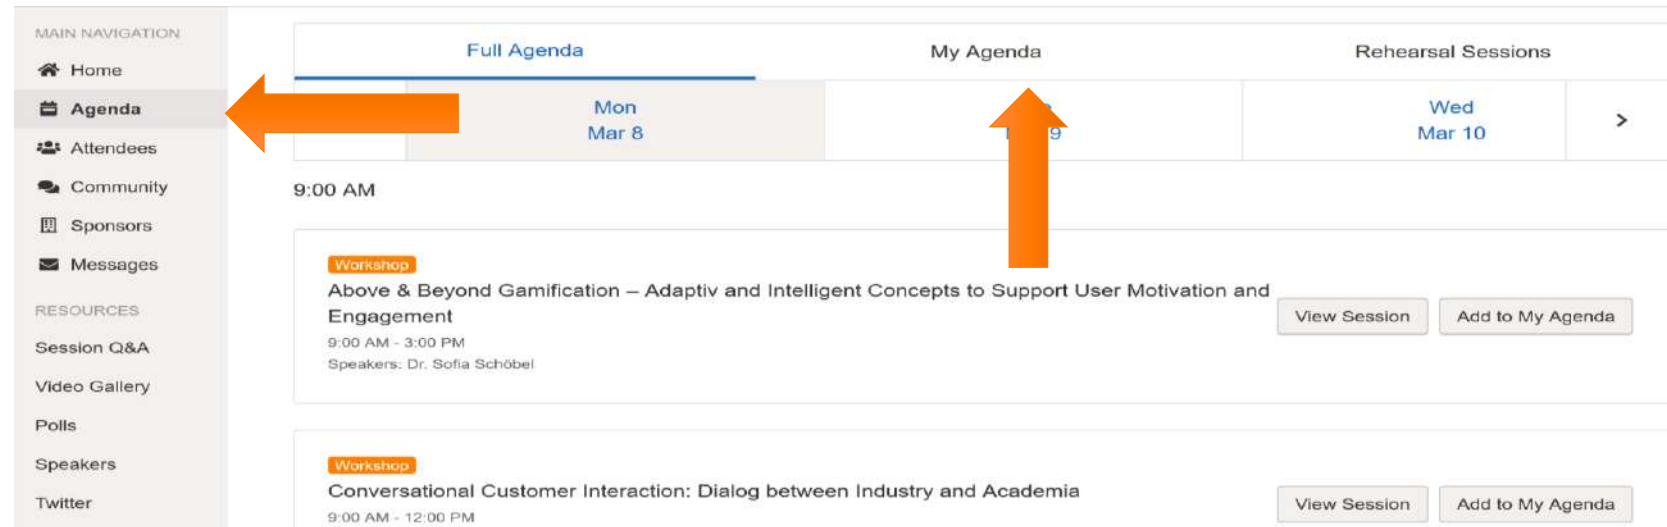 MAIN NAVIGATION
Home
Agenda
Attendees
Community
Sponsors
Messages
RESOURCES
Session Q&A
Video Gallery
Polls
Speakers
Twitter
Full Agenda
My Agenda
Rehearsal Sessions
Mon
Mar 8
9
Wed
Mar 10
>
9:00 AM
Workshop
Above & Beyond Gamification – Adaptiv and Intelligent Concepts to Support User Motivation and
Engagement
9:00 AM - 3:00 PM
Speakers: Dr. Sofia Schöbel
View Session
Add to My Agenda
Workshop
Conversational Customer Interaction: Dialog between Industry and Academia
9:00 AM - 12:00 PM
View Session
Add to My Agenda